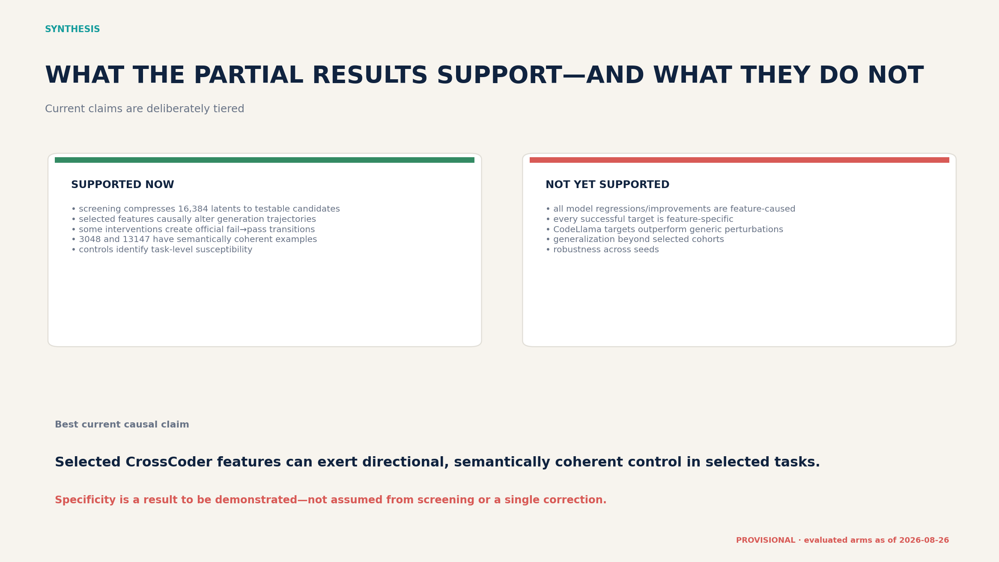 SYNTHESIS
WHAT THE PARTIAL RESULTS SUPPORT—AND WHAT THEY DO NOT
Current claims are deliberately tiered
SUPPORTED NOW
• screening compresses 16,384 latents to testable candidates
• selected features causally alter generation trajectories
• some interventions create official fail→pass transitions
• 3048 and 13147 have semantically coherent examples
• controls identify task-level susceptibility
NOT YET SUPPORTED
• all model regressions/improvements are feature-caused
• every successful target is feature-specific
• CodeLlama targets outperform generic perturbations
• generalization beyond selected cohorts
• robustness across seeds
Best current causal claim
Selected CrossCoder features can exert directional, semantically coherent control in selected tasks.
Specificity is a result to be demonstrated—not assumed from screening or a single correction.
PROVISIONAL · evaluated arms as of 2026-08-26